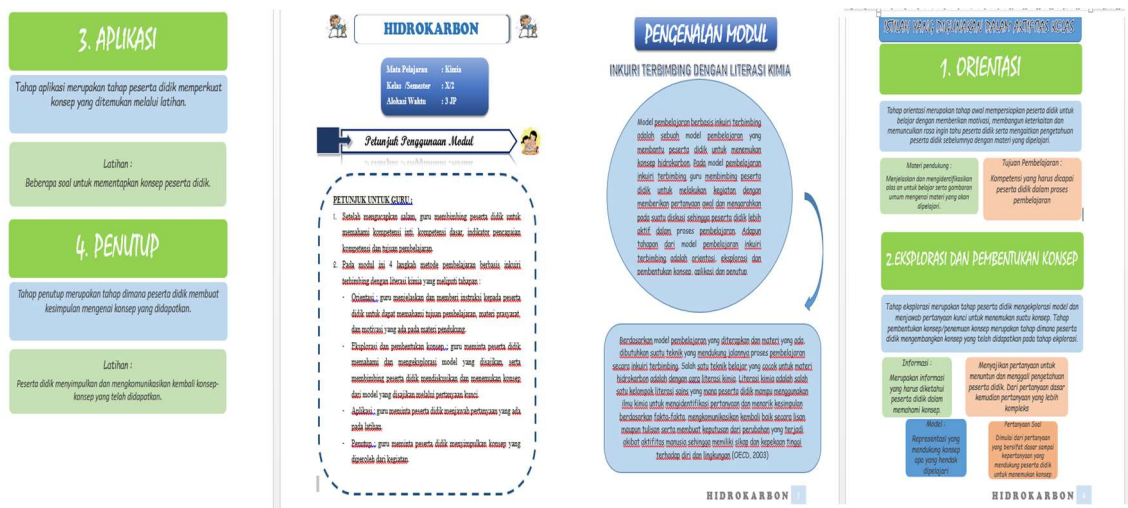 3. APLIKASI
Tahap aplikasi merupakan tahap peserta didik memperkuat
konsep yang ditemukan melalui latihan.
Latihan :
Beberapa soal untuk mementapkan konsep peserta didik.
4. PENUTUP
Tahap penutup merupakan tahap dimana peserta didik membuat
kesimpulan mengenai konsep yang didapatkan.
Latihan :
Peserta didik menyimpulkan dan mengkomunikasikan kembali konsep-
konsep yang telah didapatkan.
HIDROKARBON
Mata Pelajaran : Kimia
Kelas /Semester : X/2
Alokasi Waktu : 3 JP
Petunjuk Penggunaan Modul
PETUNJUK UNTUK GURU :
1. Setelah mengucapkan salam, guru membimbing peserta didik untuk
memahami kompetensi inti, kompetensi dasar, indikator pencapaian
kompetensi dan tujuan pembelajaran.
2. Pada modul ini 4 langkah metode pembelajaran berbasis inkuiri
terbimbing dengan literasi kimia yang meliputi tahapan :
- Orientasi : guru menjelaskan dan memberi instruksi kepada peserta
didik untuk dapat memahami tujuan pembelajaran, materi prasyarat,
dan motivasi yang ada pada materi pendukung.
- Eksplorasi dan pembentukan konsep : guru meminta peserta didik
memahami dan mengeksplorasi model yang disajikan, serta
membimbing peserta didik mendiskusikan dan menemukan konsep
dari model yang disajikan melalui pertanyaan kunci.
- Aplikasi : guru meminta peserta didik menjawab pertanyaan yang ada
pada latihan.
- Penutup : guru meminta peserta didik menyimpulkan konsep yang
diperoleh dari kegiatan.
PENGENALAN MODUL
INKUIRI TERBIMBING DENGAN LITERASI KIMIA
Model pembelajaran berbasis inkuiri terbimbing
adalah sebuah model pembelajaran yang
membantu peserta didik untuk menemukan
konsep hidrokarbon. Pada model pembelajaran
inkuiri terbimbing guru membimbing peserta
didik untuk melakukan kegiatan dengan
memberikan pertanyaan awal dan mengarahkan
pada suatu diskusi sehingga peserta didik lebih
aktif dalam proses pembelajaran. Adapun
tahapan dari model pembelajaran inkuiri
terbimbing adalah orientasi, eksplorasi dan
pembentukan konsep, aplikasi dan penutup.
Berdasarkan model pembelajaran yang diterapkan dan materi yang ada,
dibutuhkan suatu teknik yang mendukung jalannya proses pembelajaran
secara inkuiri terbimbing. Salah satu teknik belajar yang cocok untuk materi
hidrokarbon adalah dengan cara literasi kimia. Literasi kimia adalah salah
satu kelompok literasi sains yang mana peserta didik mampu menggunakan
ilmu kimia untuk mengidentifikasi pertanyaan dan menarik kesimpulan
berdasarkan fakta-fakta, mengkomunikasikan kembali baik secara lisan
maupun tulisan serta membuat keputusan dari perubahan yang terjadi
akibat aktifitas manusia sehingga memiliki sikap dan kepekaan tinggi
terhadap diri dan lingkungan (OECD, 2003)
HIDROKARBON
ISTILAH YANG DIGUNAKAN DALAM AKTIFITAS KELAS
1. ORIENTASI
Tahap orientasi merupakan tahap awal mempersiapkan peserta didik untuk
belajar dengan memberikan motivasi, membangun keterkaitan dan
memunculkan rasa ingin tahu peserta didik serta mengaitkan pengetahuan
peserta didik sebelumnya dengan materi yang dipelajari.
Materi pendukung :
Menjelaskan dan mengidentifikasikan
alas an untuk belajar serta gambaran
umum mengenai materi yang akan
dipelajari.
Tujuan Pembelajaran :
Kompetensi yang harus dicapai
peserta didik dalam proses
pembelajaran
2.EKSPLORASI DAN PEMBENTUKAN KONSEP
Tahap eksplorasi merupakan tahap peserta didik mengeksplorasi model dan
menjawab pertanyaan kunci untuk menemukan suatu konsep. Tahap
pembentukan konsep/penemuan konsep merupakan tahap dimana peserta
didik mengembangkan konsep yang telah didapatkan pada tahap ekplorasi.
Informasi :
Merupakan informasi
yang harus diketahui
peserta didik dalam
memahami konsep.
Menyajikan pertanyaan untuk
menuntun dan menggali pengetahuan
peserta didik. Dari pertanyaan dasar
kemudian pertanyaan yang lebih
kompleks
Model :
Representasi yang
mendukung konsep
apa yang hendak
dipelajari
Pertanyaan Soal
Dimulai dari pertanyaan
yang bersifat dasar sampai
kepertanyaan yang
mendukung peserta didik
untuk menemukan konsep
HIDROKARBON